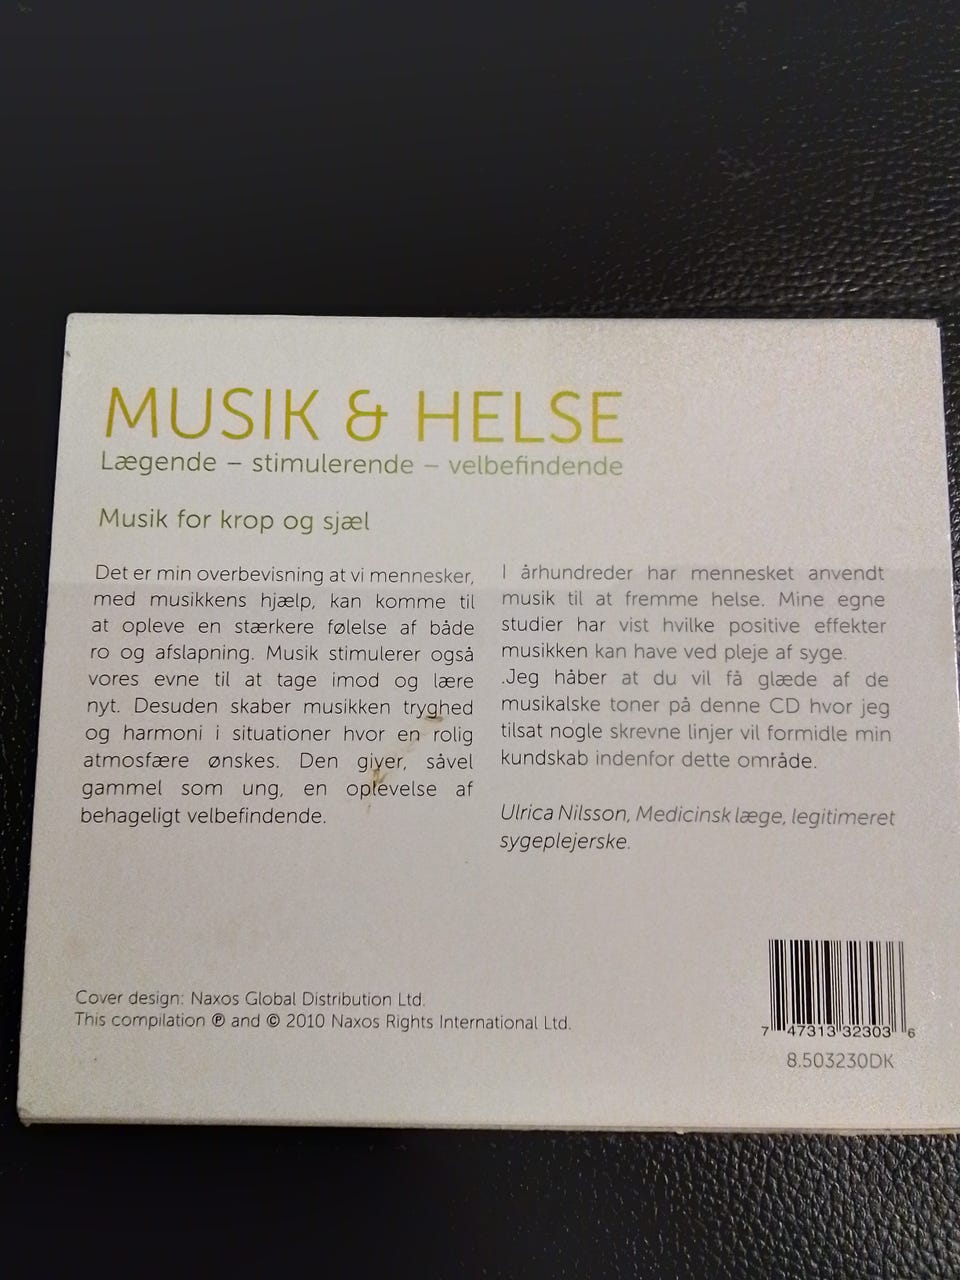 MUSIK & HELSE
Lægende – stimulerende – velbefindende
Musik for krop og sjæl
Det er min overbevisning at vi mennesker,
med musikkens hjælp, kan komme til
at opleve en stærkere følelse af både
ro og afslapning. Musik stimulerer også
vores evne til at tage imod og lære
nyt. Desuden skaber musikken tryghed
og harmoni i situationer hvor en rolig
atmosfære ønskes. Den giver, såvel
gammel som ung, en oplevelse af
behageligt velbefindende.
I århundreder har mennesket anvendt
musik til at fremme helse. Mine egne
studier har vist hvilke positive effekter
musikken kan have ved pleje af syge.
.Jeg håber at du vil få glæde af de
musikalske toner på denne CD hvor jeg
tilsat nogle skrevne linjer vil formidle min
kundskab indenfor dette område.
Ulrica Nilsson, Medicinsk læge, legitimeret
sygeplejerske.
Cover design: Naxos Global Distribution Ltd.
This compilation ℗ and © 2010 Naxos Rights International Ltd.
7 47313 32303 6
8.503230DK